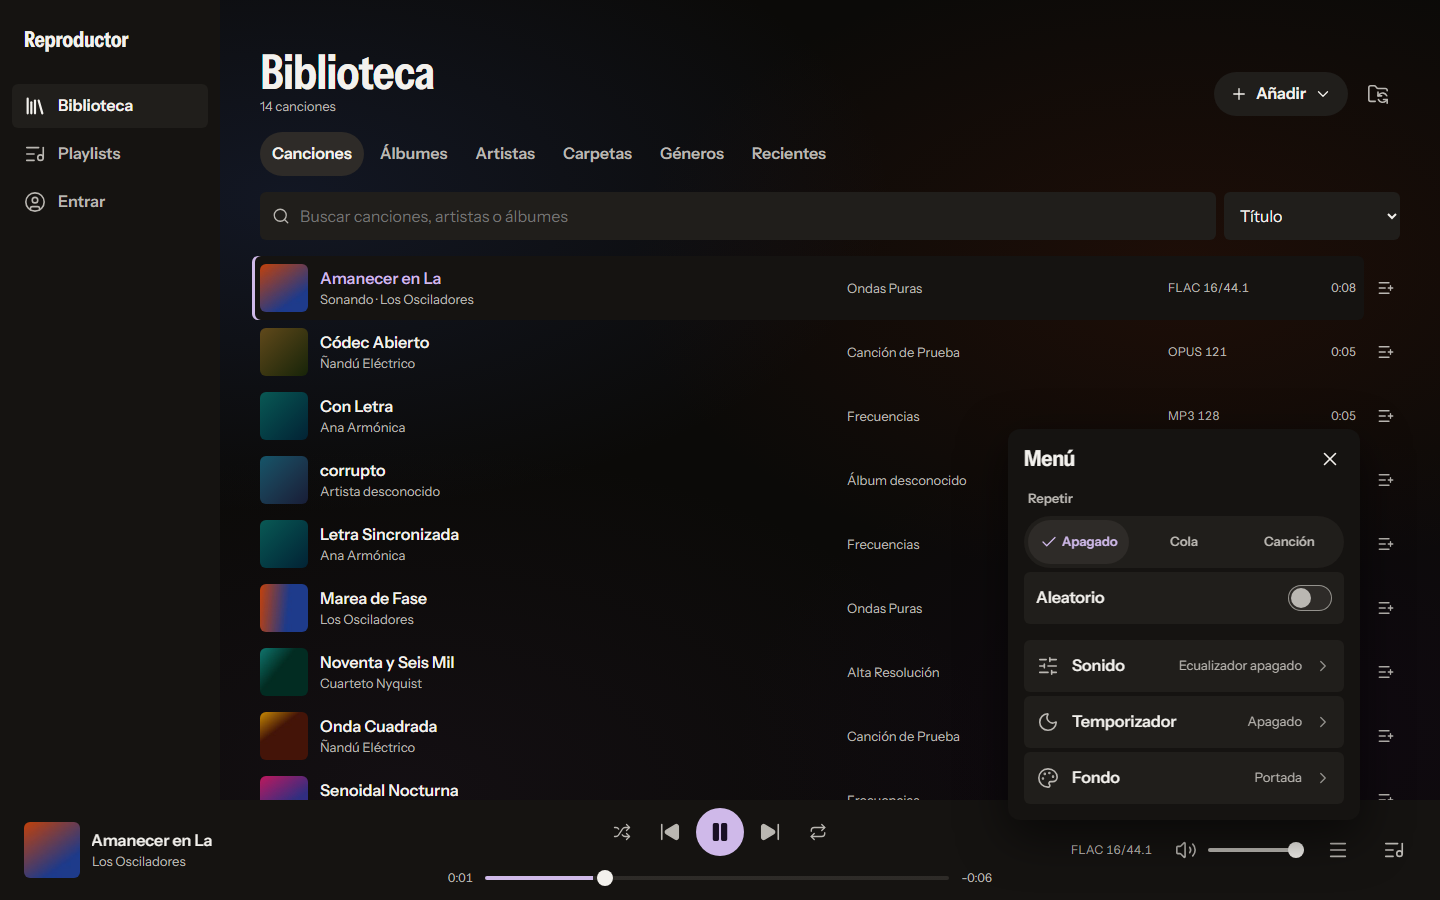 Reproductor
Biblioteca
Playlists
Entrar
Biblioteca
14 canciones
Añadir
Canciones
Álbumes
Artistas
Carpetas
Géneros
Recientes
Buscar canciones, artistas o álbumes
Título
Amanecer en La
Sonando · Los Osciladores
Ondas Puras
FLAC 16/44.1
0:08
Códec Abierto
Ñandú Eléctrico
Canción de Prueba
OPUS 121
0:05
Con Letra
Ana Armónica
Frecuencias
MP3 128
0:05
corrupto
Artista desconocido
Álbum desconocido
Letra Sincronizada
Ana Armónica
Frecuencias
Marea de Fase
Los Osciladores
Ondas Puras
Noventa y Seis Mil
Cuarteto Nyquist
Alta Resolución
Onda Cuadrada
Ñandú Eléctrico
Canción de Prueba
Senoidal Nocturna
Menú
Repetir
Apagado
Cola
Canción
Aleatorio
Sonido
Ecualizador apagado
Temporizador
Apagado
Fondo
Portada
Amanecer en La
Los Osciladores
0:01
-0:06
FLAC 16/44.1